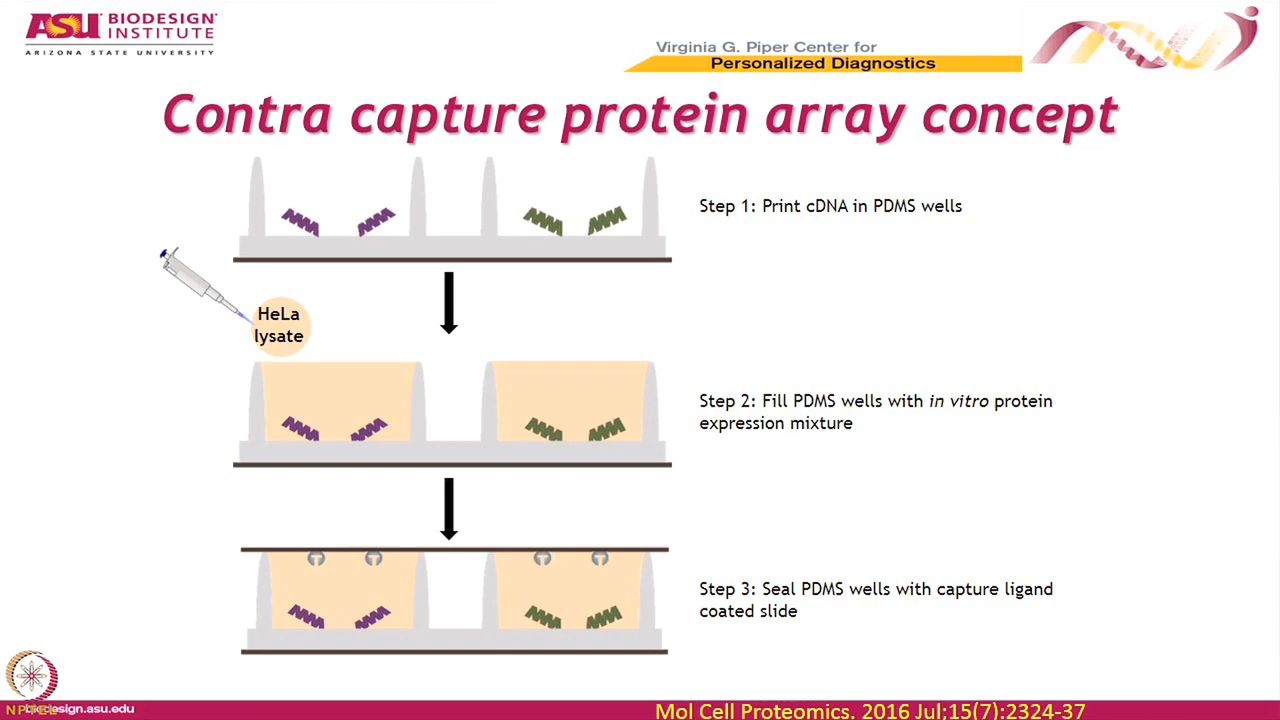 ASU BIODESIGN INSTITUTE
ARIZONA STATE UNIVERSITY
Virginia G. Piper Center for
Personalized Diagnostics
Contra capture protein array concept
Step 1: Print cDNA in PDMS wells
HeLa
lysate
Step 2: Fill PDMS wells with in vitro protein
expression mixture
Step 3: Seal PDMS wells with capture ligand
coated slide
NPTEL
biodesign.asu.edu
Mol Cell Proteomics. 2016 Jul;15(7):2324-37